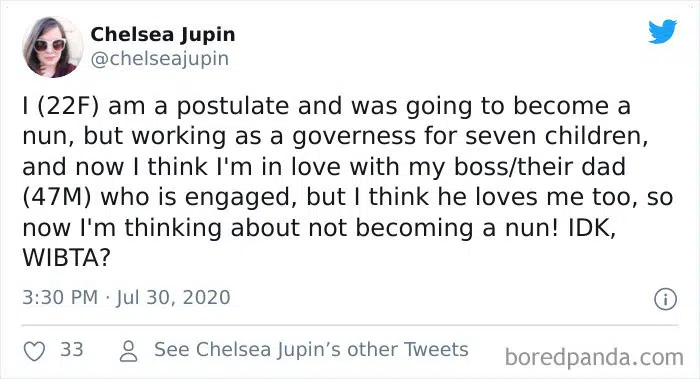 Chelsea Jupin
@chelseajupin
I (22F) am a postulate and was going to become a
nun, but working as a governess for seven children,
and now I think I'm in love with my boss/their dad
(47M) who is engaged, but I think he loves me too, so
now I'm thinking about not becoming a nun! IDK,
WIBTA?
3:30 PM · Jul 30, 2020
33 See Chelsea Jupin’s other Tweets
boredpanda.com